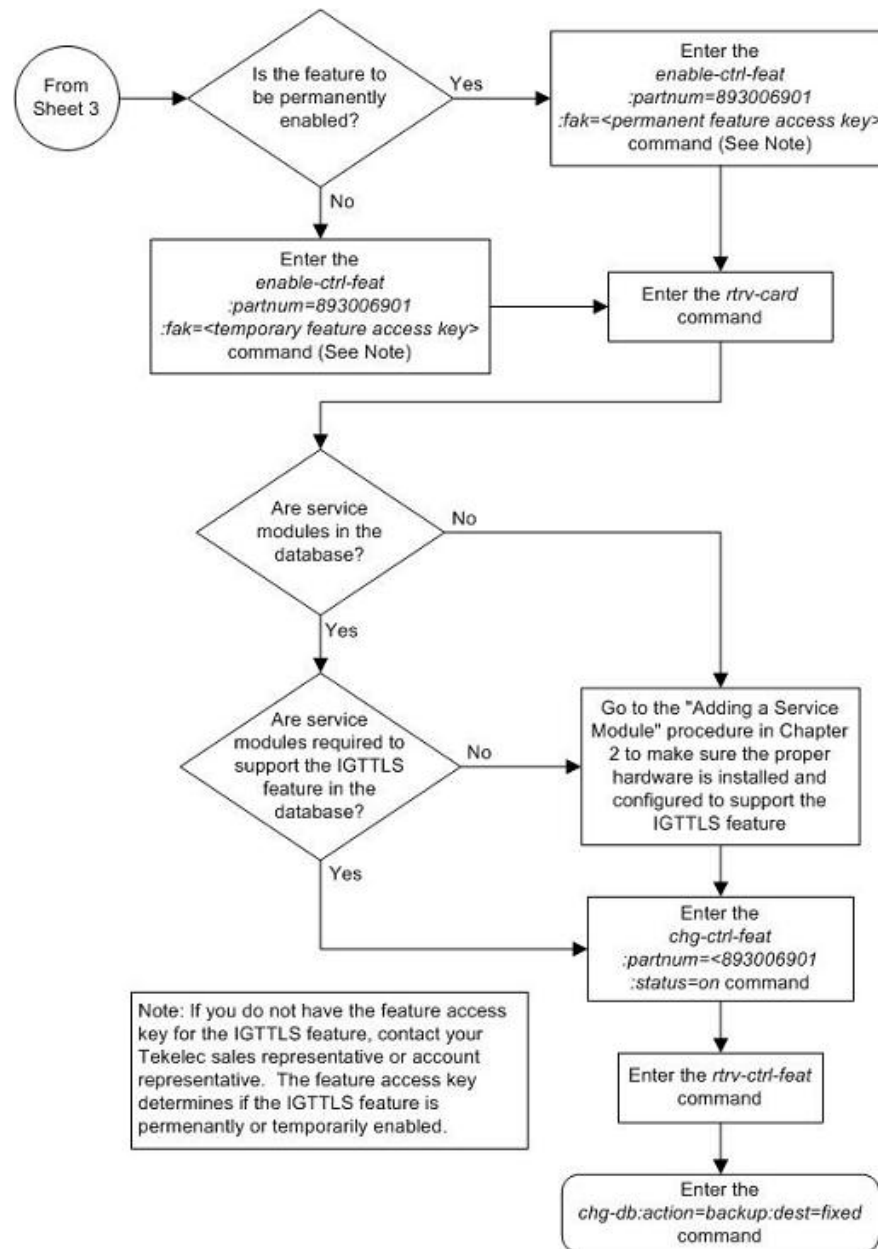 From
Sheet 3
Is the feature to
be permanently
enabled?
Yes
Enter the
enable-ctrl-feat
:partnum=893006901
:fak=<permanent feature access key>
command (See Note)
No
Enter the
enable-ctrl-feat
:partnum=893006901
:fak=<temporary feature access key>
command (See Note)
Enter the rtrv-card
command
Are service
modules in the
database?
No
Yes
Are service
modules required to
support the IGTTLS
feature in the
database?
No
Yes
Go to the "Adding a Service
Module" procedure in Chapter
2 to make sure the proper
hardware is installed and
configured to support the
IGTTLS feature
Enter the
chg-ctrl-feat
:partnum=<893006901
:status=on command
Note: If you do not have the feature access
key for the IGTTLS feature, contact your
Tekelec sales representative or account
representative.  The feature access key
determines if the IGTTLS feature is
permenantly or temporarily enabled.
Enter the rtrv-ctrl-feat
command
Enter the
chg-db:action=backup:dest=fixed
command